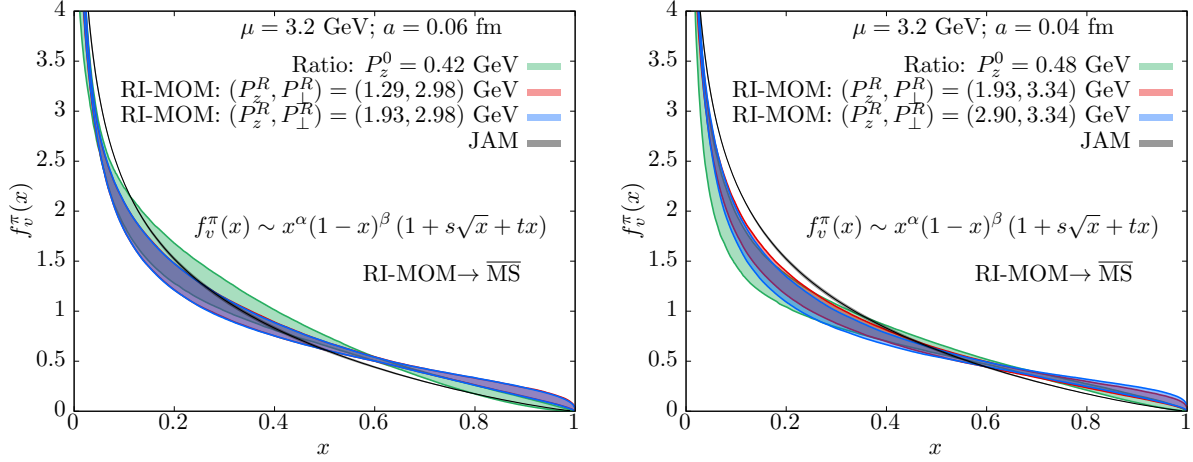 μ = 3.2 GeV; a = 0.06 fm
Ratio: P_z^0 = 0.42 GeV
RI-MOM: (P_z^R, P_⊥^R) = (1.29, 2.98) GeV
RI-MOM: (P_z^R, P_⊥^R) = (1.93, 2.98) GeV
JAM
f_v^π(x) ∼ x^α(1 − x)^β (1 + s√x + tx)
RI-MOM→ \overline{MS}
f_v^π(x)
4
3.5
3
2.5
2
1.5
1
0.5
0
0
0.2
0.4
0.6
0.8
1
x
μ = 3.2 GeV; a = 0.04 fm
Ratio: P_z^0 = 0.48 GeV
RI-MOM: (P_z^R, P_⊥^R) = (1.93, 3.34) GeV
RI-MOM: (P_z^R, P_⊥^R) = (2.90, 3.34) GeV
JAM
f_v^π(x) ∼ x^α(1 − x)^β (1 + s√x + tx)
RI-MOM→ \overline{MS}
f_v^π(x)
4
3.5
3
2.5
2
1.5
1
0.5
0
0
0.2
0.4
0.6
0.8
1
x